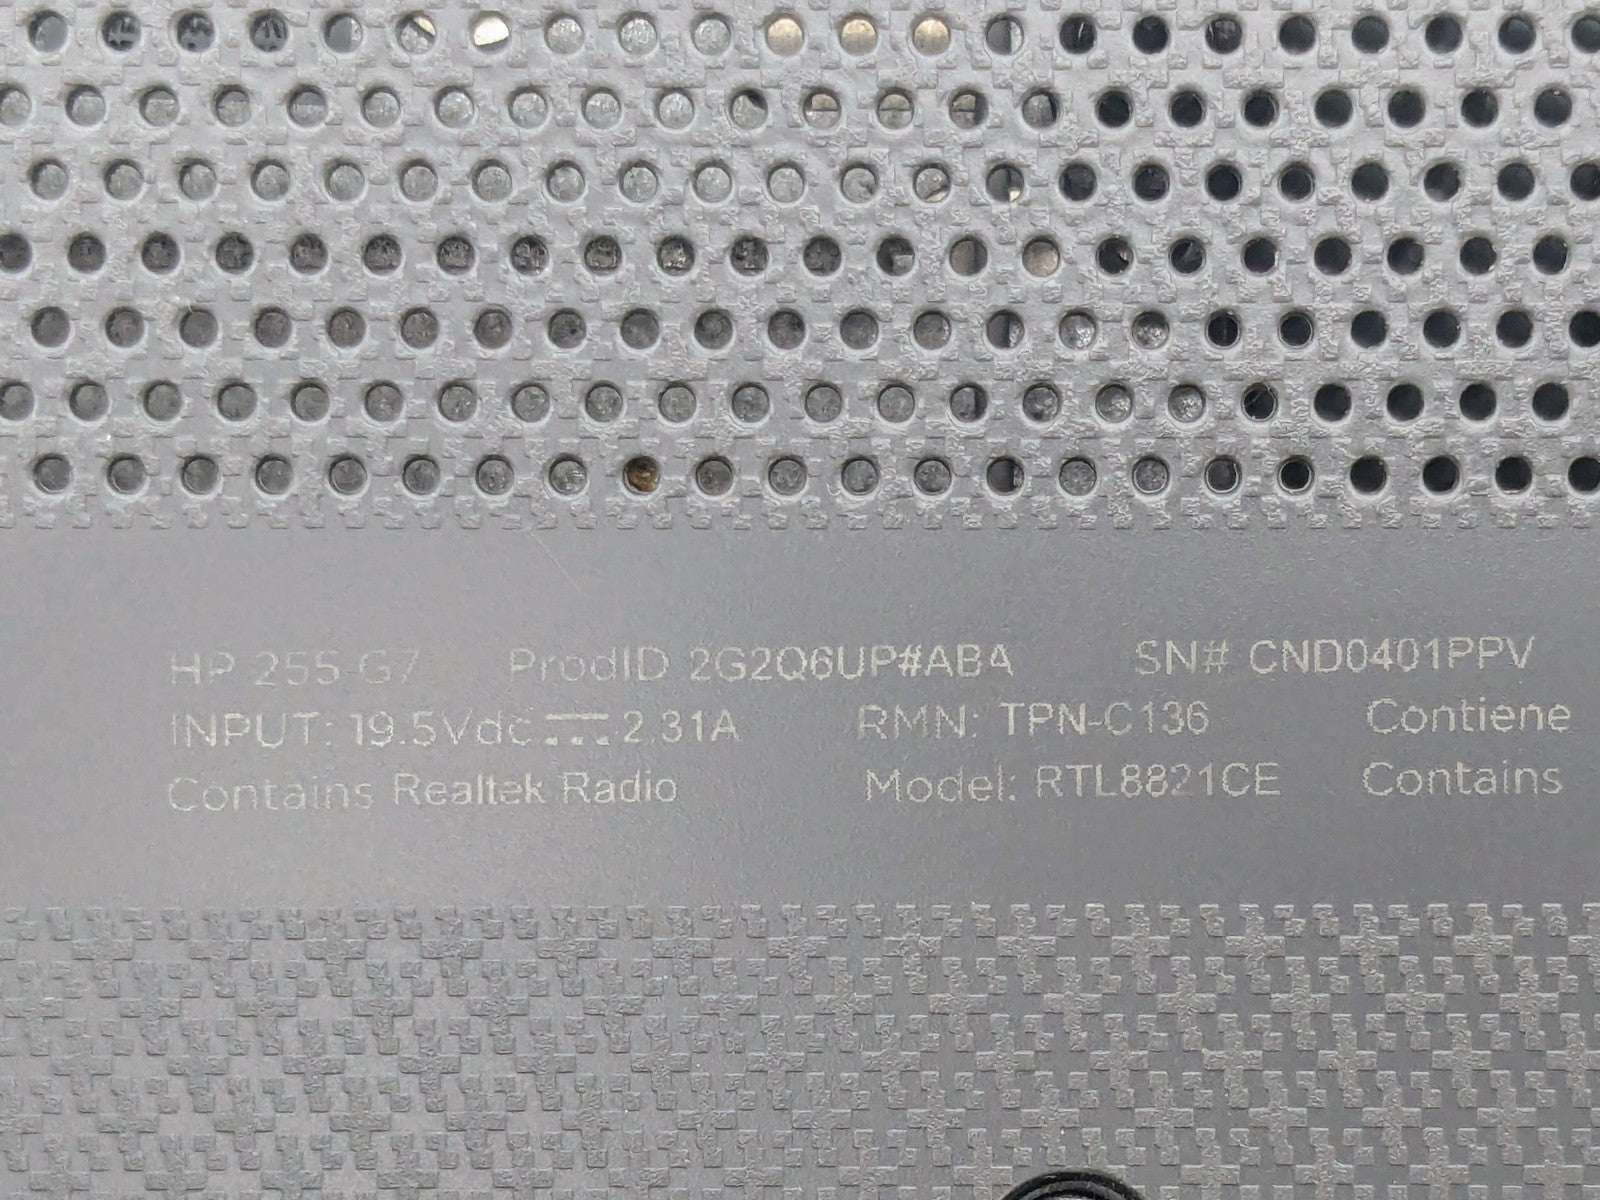 HP 255 G7 ProdID 2G2Q6UP#ABA SN# CND0401PPV
INPUT: 19.5Vdc⎓2.31A RMN: TPN-C136 Contiene
Contains Realtek Radio Model: RTL8821CE Contains